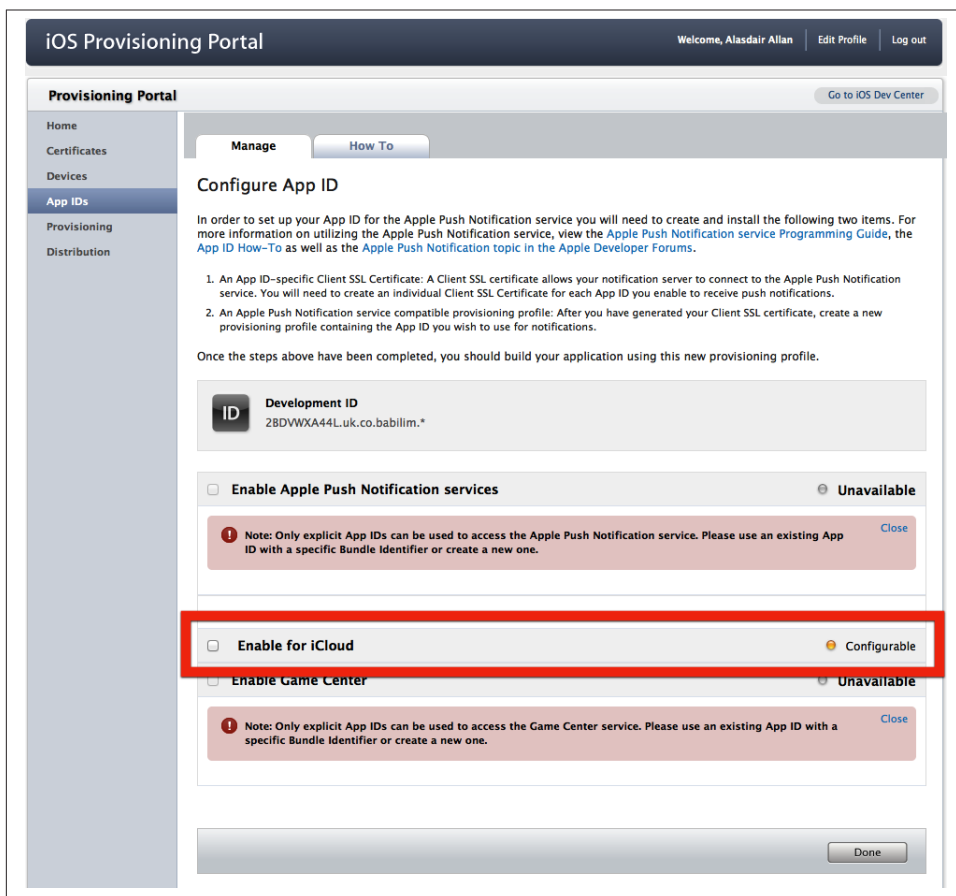 iOS Provisioning Portal
Welcome, Alasdair Allan
Edit Profile
Log out
Provisioning Portal
Go to iOS Dev Center
Home
Certificates
Devices
App IDs
Provisioning
Distribution
Manage
How To
Configure App ID
In order to set up your App ID for the Apple Push Notification service you will need to create and install the following two items. For
more information on utilizing the Apple Push Notification service, view the Apple Push Notification service Programming Guide, the
App ID How-To as well as the Apple Push Notification topic in the Apple Developer Forums.
1. An App ID-specific Client SSL Certificate: A Client SSL certificate allows your notification server to connect to the Apple Push Notification
service. You will need to create an individual Client SSL Certificate for each App ID you enable to receive push notifications.
2. An Apple Push Notification service compatible provisioning profile: After you have generated your Client SSL certificate, create a new
provisioning profile containing the App ID you wish to use for notifications.
Once the steps above have been completed, you should build your application using this new provisioning profile.
ID
Development ID
2BDVWXA44L.uk.co.babilim.*
Enable Apple Push Notification services
Unavailable
Note: Only explicit App IDs can be used to access the Apple Push Notification service. Please use an existing App
ID with a specific Bundle Identifier or create a new one.
Close
Enable for iCloud
Configurable
Enable Game Center
Unavailable
Note: Only explicit App IDs can be used to access the Game Center service. Please use an existing App ID with a
specific Bundle Identifier or create a new one.
Close
Done